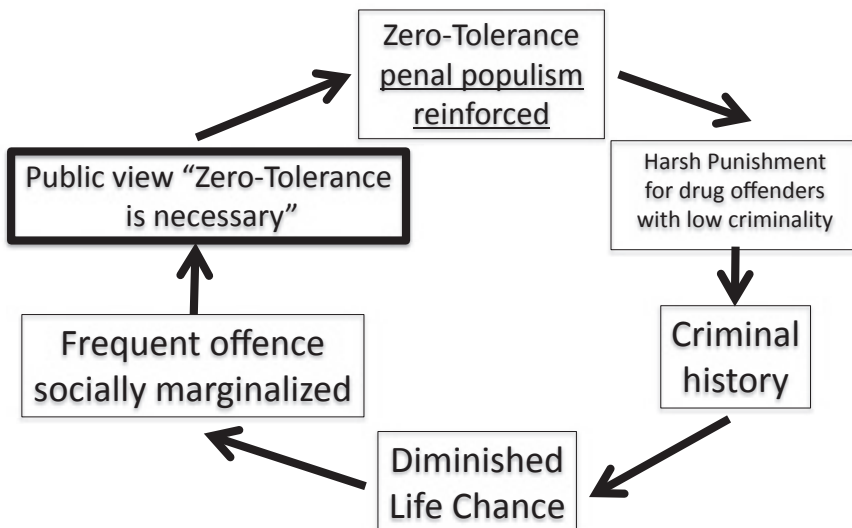 Zero-Tolerance
penal populism
reinforced
Harsh Punishment
for drug offenders
with low criminality
Criminal
history
Diminished
Life Chance
Frequent offence
socially marginalized
Public view “Zero-Tolerance
is necessary”